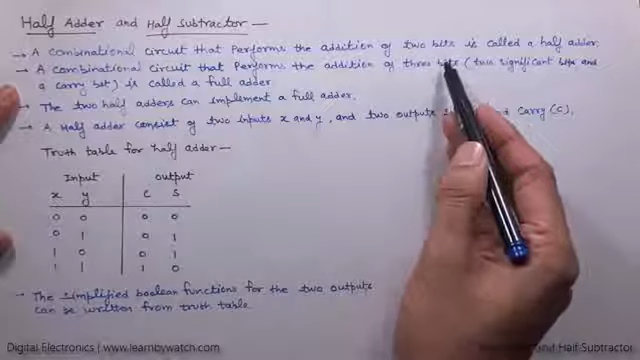 Half Adder and Half Subtractor —
→ A combinational circuit that performs the addition of two bits is called a half adder.
→ A combinational circuit that performs the addition of three bits (two significant bits and
a carry bit) is called a full adder.
→ The two half adders can implement a full adder.
→ A Half adder consist of two inputs x and y, and two outputs Carry (C).
Truth table for half adder —
Input output
x y C S
0 0 0 0
0 1 0 1
1 0 0 1
1 1 1 0
→ The simplified boolean functions for the two outputs
can be written from truth table
Digital Electronics | www.learnbywatch.com Half Subtractor